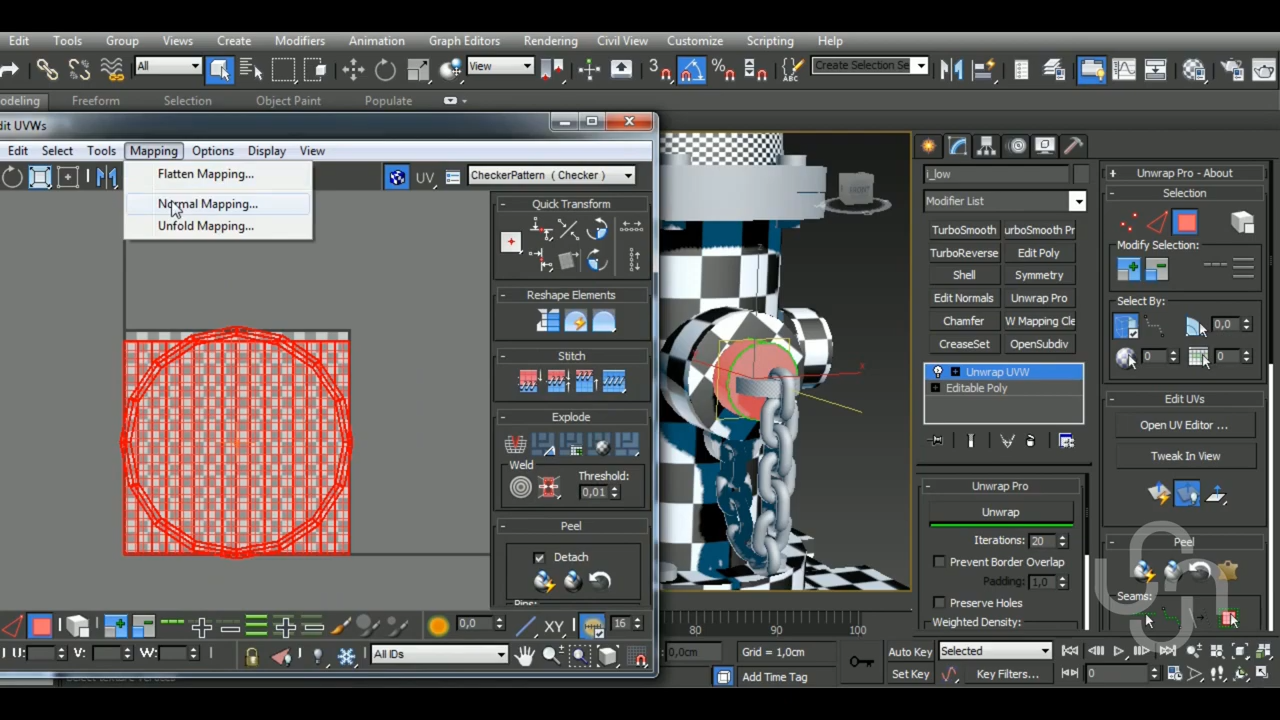 Edit Tools Group Views Create Modifiers Animation Graph Editors Rendering Civil View Customize Scripting Help
All View 3 Create Selection Se
odeling Freeform Selection Object Paint Populate
dit UVWs
Edit Select Tools Mapping Options Display View
UV CheckerPattern ( Checker )
Flatten Mapping...
Normal Mapping...
Unfold Mapping...
Quick Transform
Reshape Elements
Stitch
Explode
Weld Threshold:
0,01
Peel
Detach
0,0 XY 16
U: V: W: All IDs
FRONT
z
x
80 90 100
0,0cm Grid = 1,0cm
Add Time Tag
Auto Key Selected
Set Key Key Filters... 0
i_low
Modifier List
TurboSmooth urboSmooth Pr
TurboReverse Edit Poly
Shell Symmetry
Edit Normals Unwrap Pro
Chamfer W Mapping Cle
CreaseSet OpenSubdiv
Unwrap UVW
Editable Poly
Unwrap Pro
Unwrap
Iterations: 20
Prevent Border Overlap
Padding: 1,0
Preserve Holes
Weighted Density:
Unwrap Pro - About
Selection
Modify Selection:
Select By:
0,0
0 0
Edit UVs
Open UV Editor ...
Tweak In View
Peel
Seams: